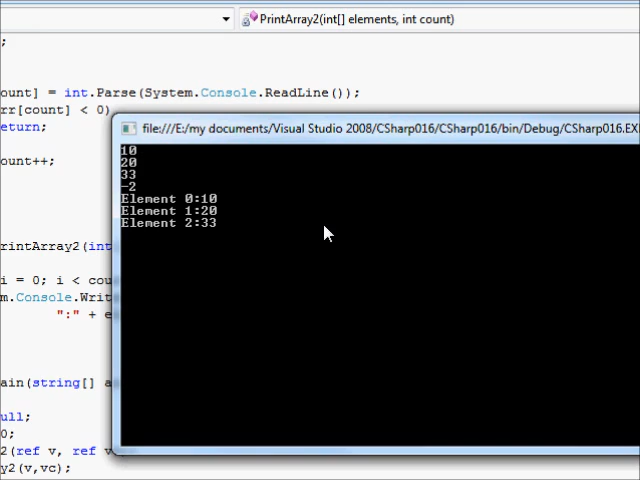 PrintArray2(int[] elements, int count)
;
ount] = int.Parse(System.Console.ReadLine());
rr[count] < 0)
eturn;
file:///E:/my documents/Visual Studio 2008/CSharp016/CSharp016/bin/Debug/CSharp016.EX
10
20
ount++;
33
-2
Element 0:10
Element 1:20
Element 2:33
rintArray2(int
i = 0; i < cou
m.Console.Writ
":" + e
ain(string[] a
ull;
0;
2(ref v, ref v
y2(v,vc);